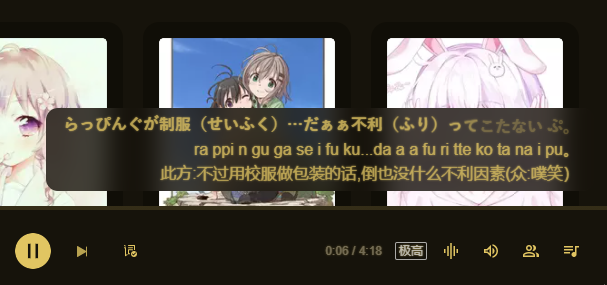 らっぴんぐが制服（せいふく）…だぁぁ不利（ふり）ってこたない ぷ。
ra ppi n gu ga se i fu ku...da a a fu ri tte ko ta na i pu。
此方:不过用校服做包装的话,倒也没什么不利因素(众:噗笑)
0:06 / 4:18 极高